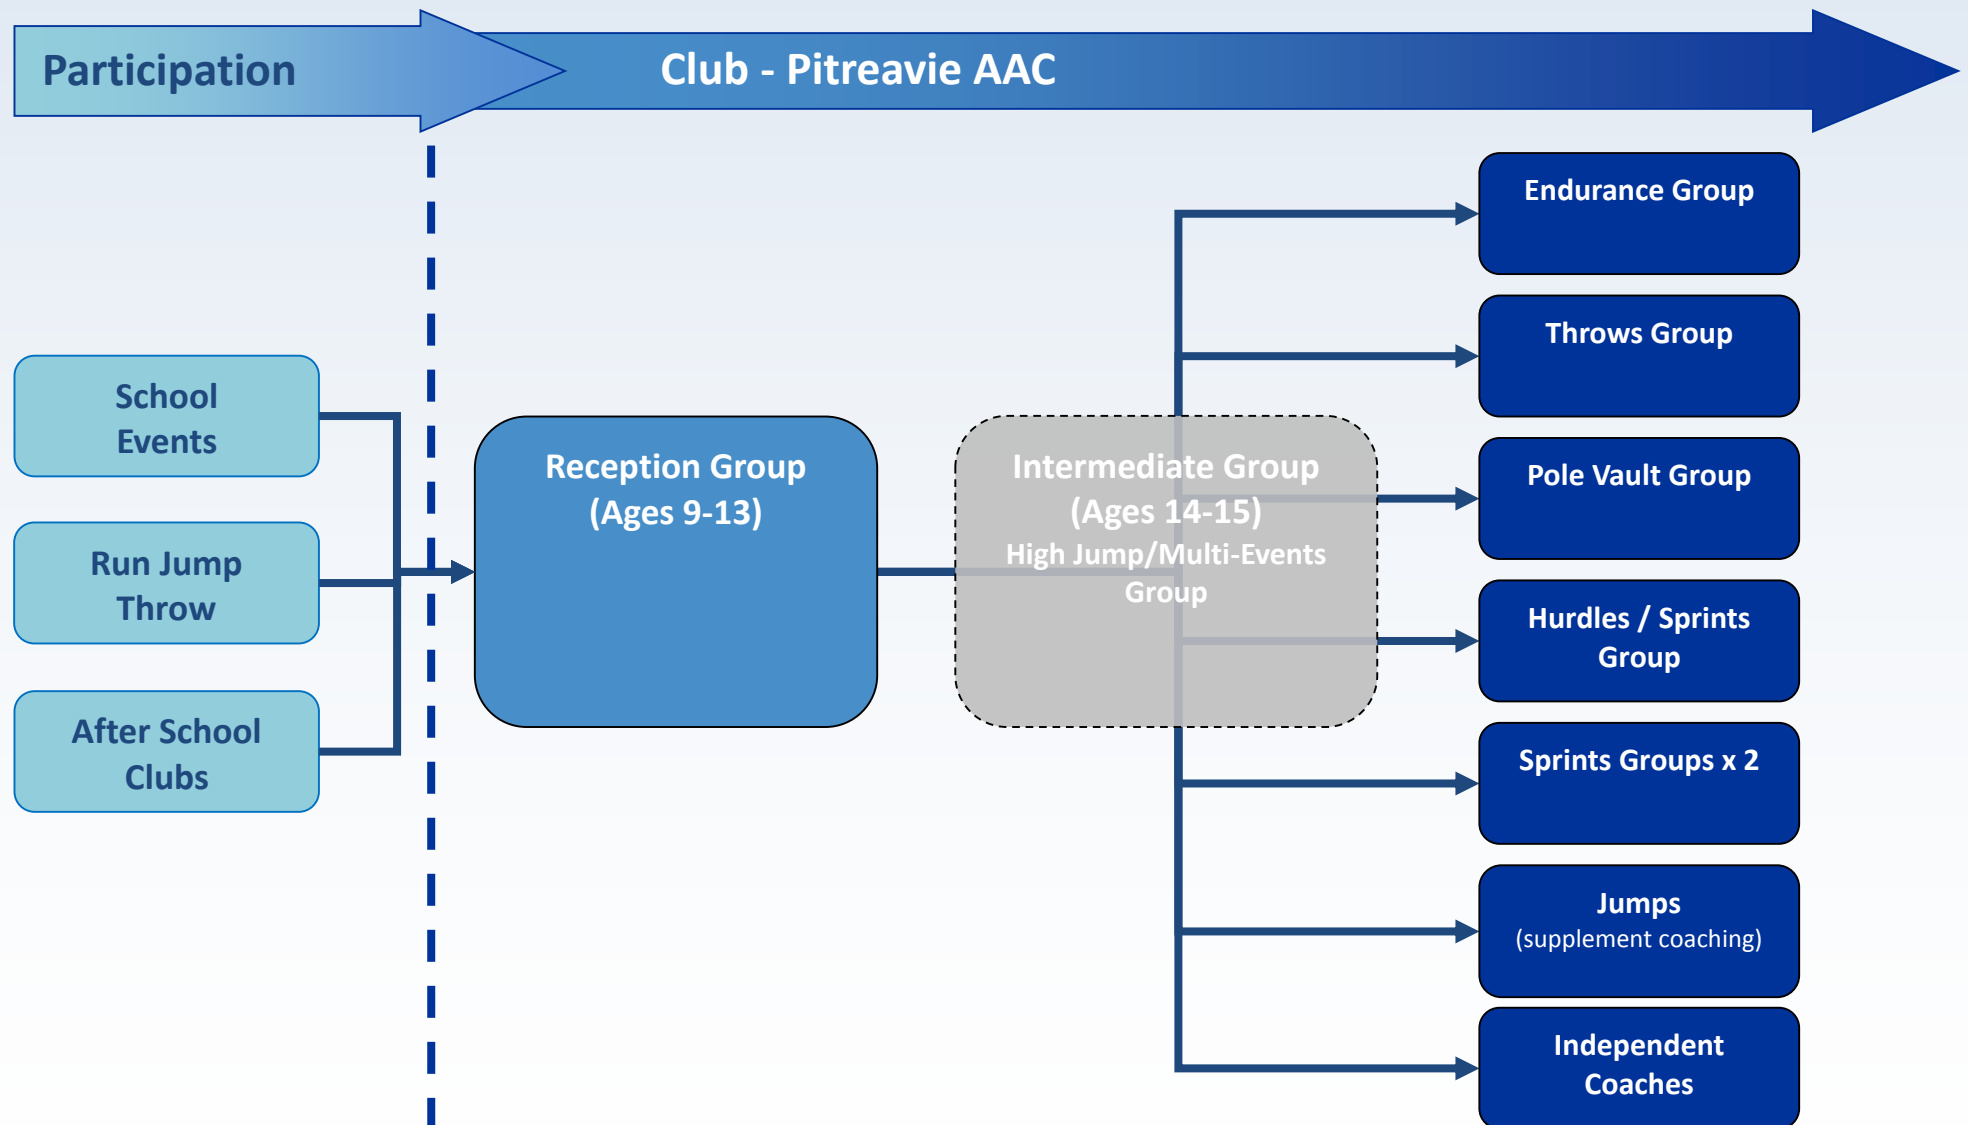 Participation
Club - Pitreavie AAC
School
Events
Run Jump
Throw
After School
Clubs
Reception Group
(Ages 9-13)
Intermediate Group
(Ages 14-15)
High Jump/Multi-Events
Group
Endurance Group
Throws Group
Pole Vault Group
Hurdles / Sprints
Group
Sprints Groups x 2
Jumps
(supplement coaching)
Independent
Coaches